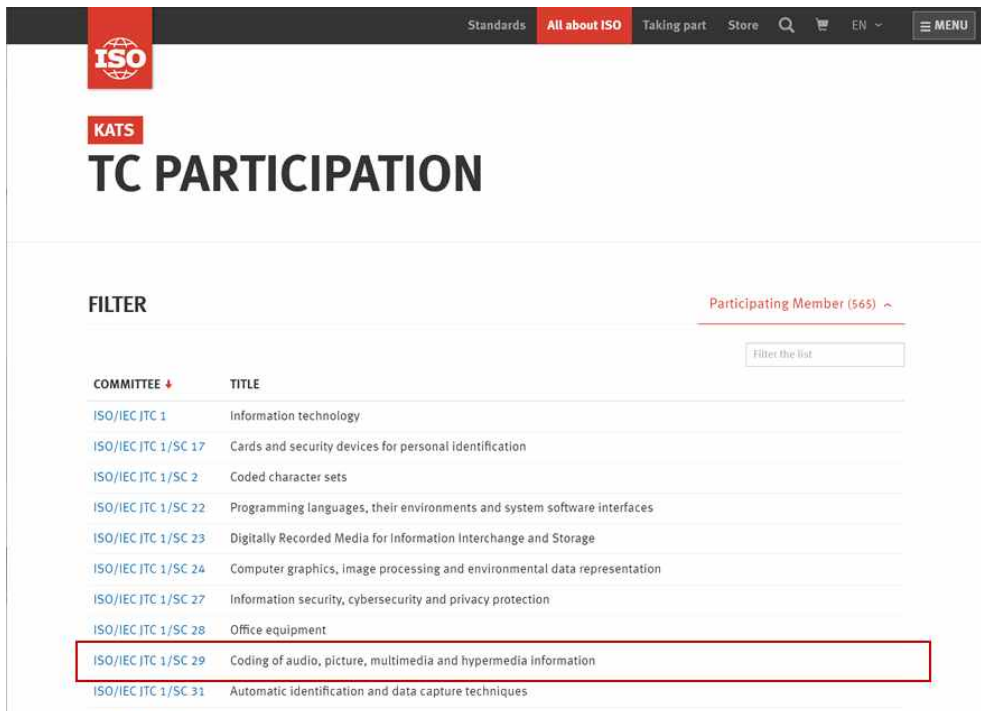 Standards All about ISO Taking part Store EN MENU
ISO
KATS
TC PARTICIPATION
FILTER
Participating Member (565)
Filter the list
COMMITTEE TITLE
ISO/IEC JTC 1 Information technology
ISO/IEC JTC 1/SC 17 Cards and security devices for personal identification
ISO/IEC JTC 1/SC 2 Coded character sets
ISO/IEC JTC 1/SC 22 Programming languages, their environments and system software interfaces
ISO/IEC JTC 1/SC 23 Digitally Recorded Media for Information Interchange and Storage
ISO/IEC JTC 1/SC 24 Computer graphics, image processing and environmental data representation
ISO/IEC JTC 1/SC 27 Information security, cybersecurity and privacy protection
ISO/IEC JTC 1/SC 28 Office equipment
ISO/IEC JTC 1/SC 29 Coding of audio, picture, multimedia and hypermedia information
ISO/IEC JTC 1/SC 31 Automatic identification and data capture techniques